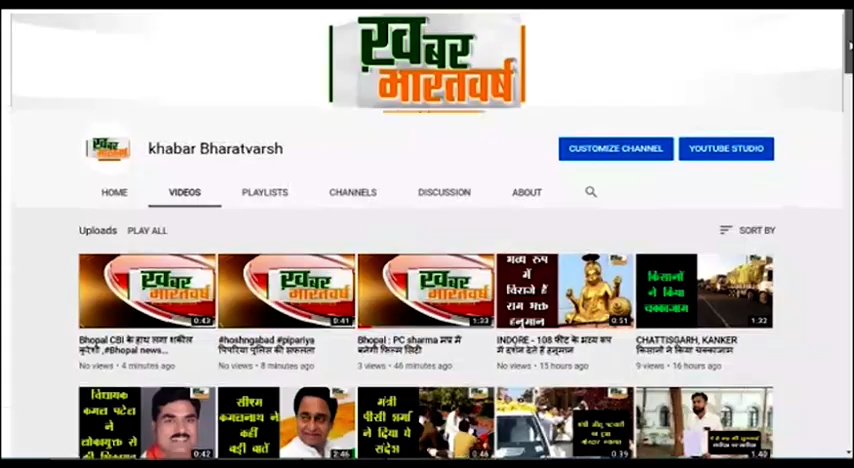 ख़बर
भारतवर्ष
ख़बर
भारतवर्ष
khabar Bharatvarsh
CUSTOMIZE CHANNEL
YOUTUBE STUDIO
HOME
VIDEOS
PLAYLISTS
CHANNELS
DISCUSSION
ABOUT
Uploads
PLAY ALL
SORT BY
ख़बर
भारतवर्ष
0:43
ख़बर
भारतवर्ष
0:41
ख़बर
भारतवर्ष
1:33
भव्य रुप
में
विराजे हैं
राम भक्त
हनुमान
0:51
किसानों
ने किया
चक्काजाम
1:32
Bhopal CBI के हाथ लगा शकील
कुरेशी ,#Bhopal news...
No views • 4 minutes ago
#hoshngabad #pipariya
पिपरिया पुलिस की सफलता
No views • 8 minutes ago
Bhopal : PC sharma मप्र में
बनेगी फिल्म सिटी
3 views • 46 minutes ago
INDORE - 108 फीट के भव्य रूप
में दर्शन देते हैं हनुमान
No views • 15 hours ago
CHATTISGARH, KANKER
किसानो ने किया चक्काजाम
9 views • 16 hours ago
विधायक
कमल पटेल
ने
लोकायुक्त से
की शिकायत
0:42
सीएम
कमलनाथ ने
कहीं
बड़ी बातें
2:46
मंत्री
पीसी शर्मा
ने दिया ये
संदेश
मंत्री जीतू पटवारी
का हुआ
0:39
1:40